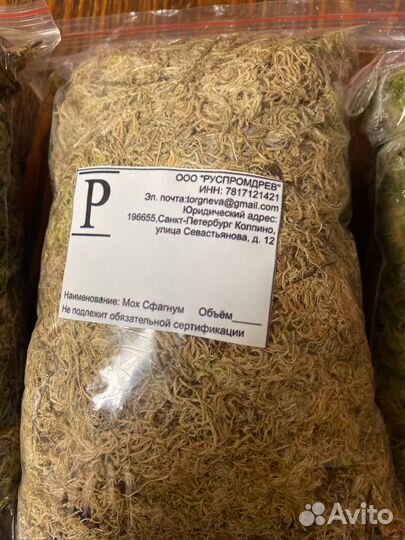 P
ООО "РУСПРОМДРЕВ"
ИНН: 7817121421
Эл. почта:torgneva@gmail.com
Юридический адрес:
196655,Санкт-Петербург Колпино,
улица Севастьянова, д. 12
Наименование: Мох Сфагнум Объём_____
Не подлежит обязательной сертификации
Avito